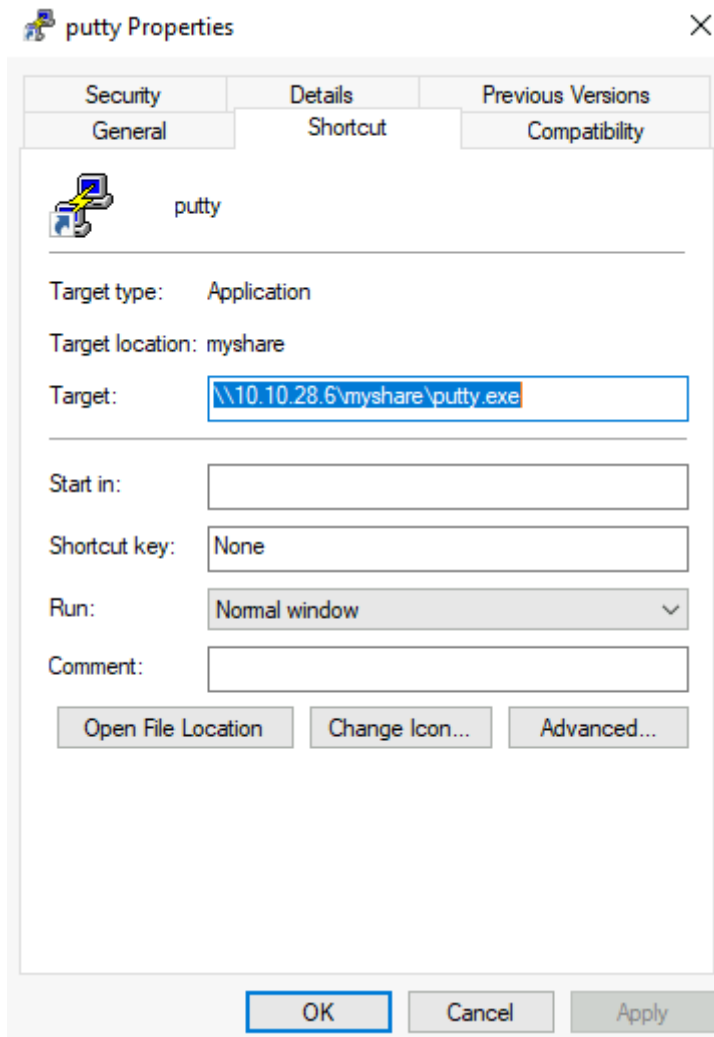 putty Properties
Security Details Previous Versions
General Shortcut Compatibility
putty
Target type: Application
Target location: myshare
Target: \\10.10.28.6\myshare\putty.exe
Start in:
Shortcut key: None
Run: Normal window
Comment:
Open File Location Change Icon... Advanced...
OK Cancel Apply